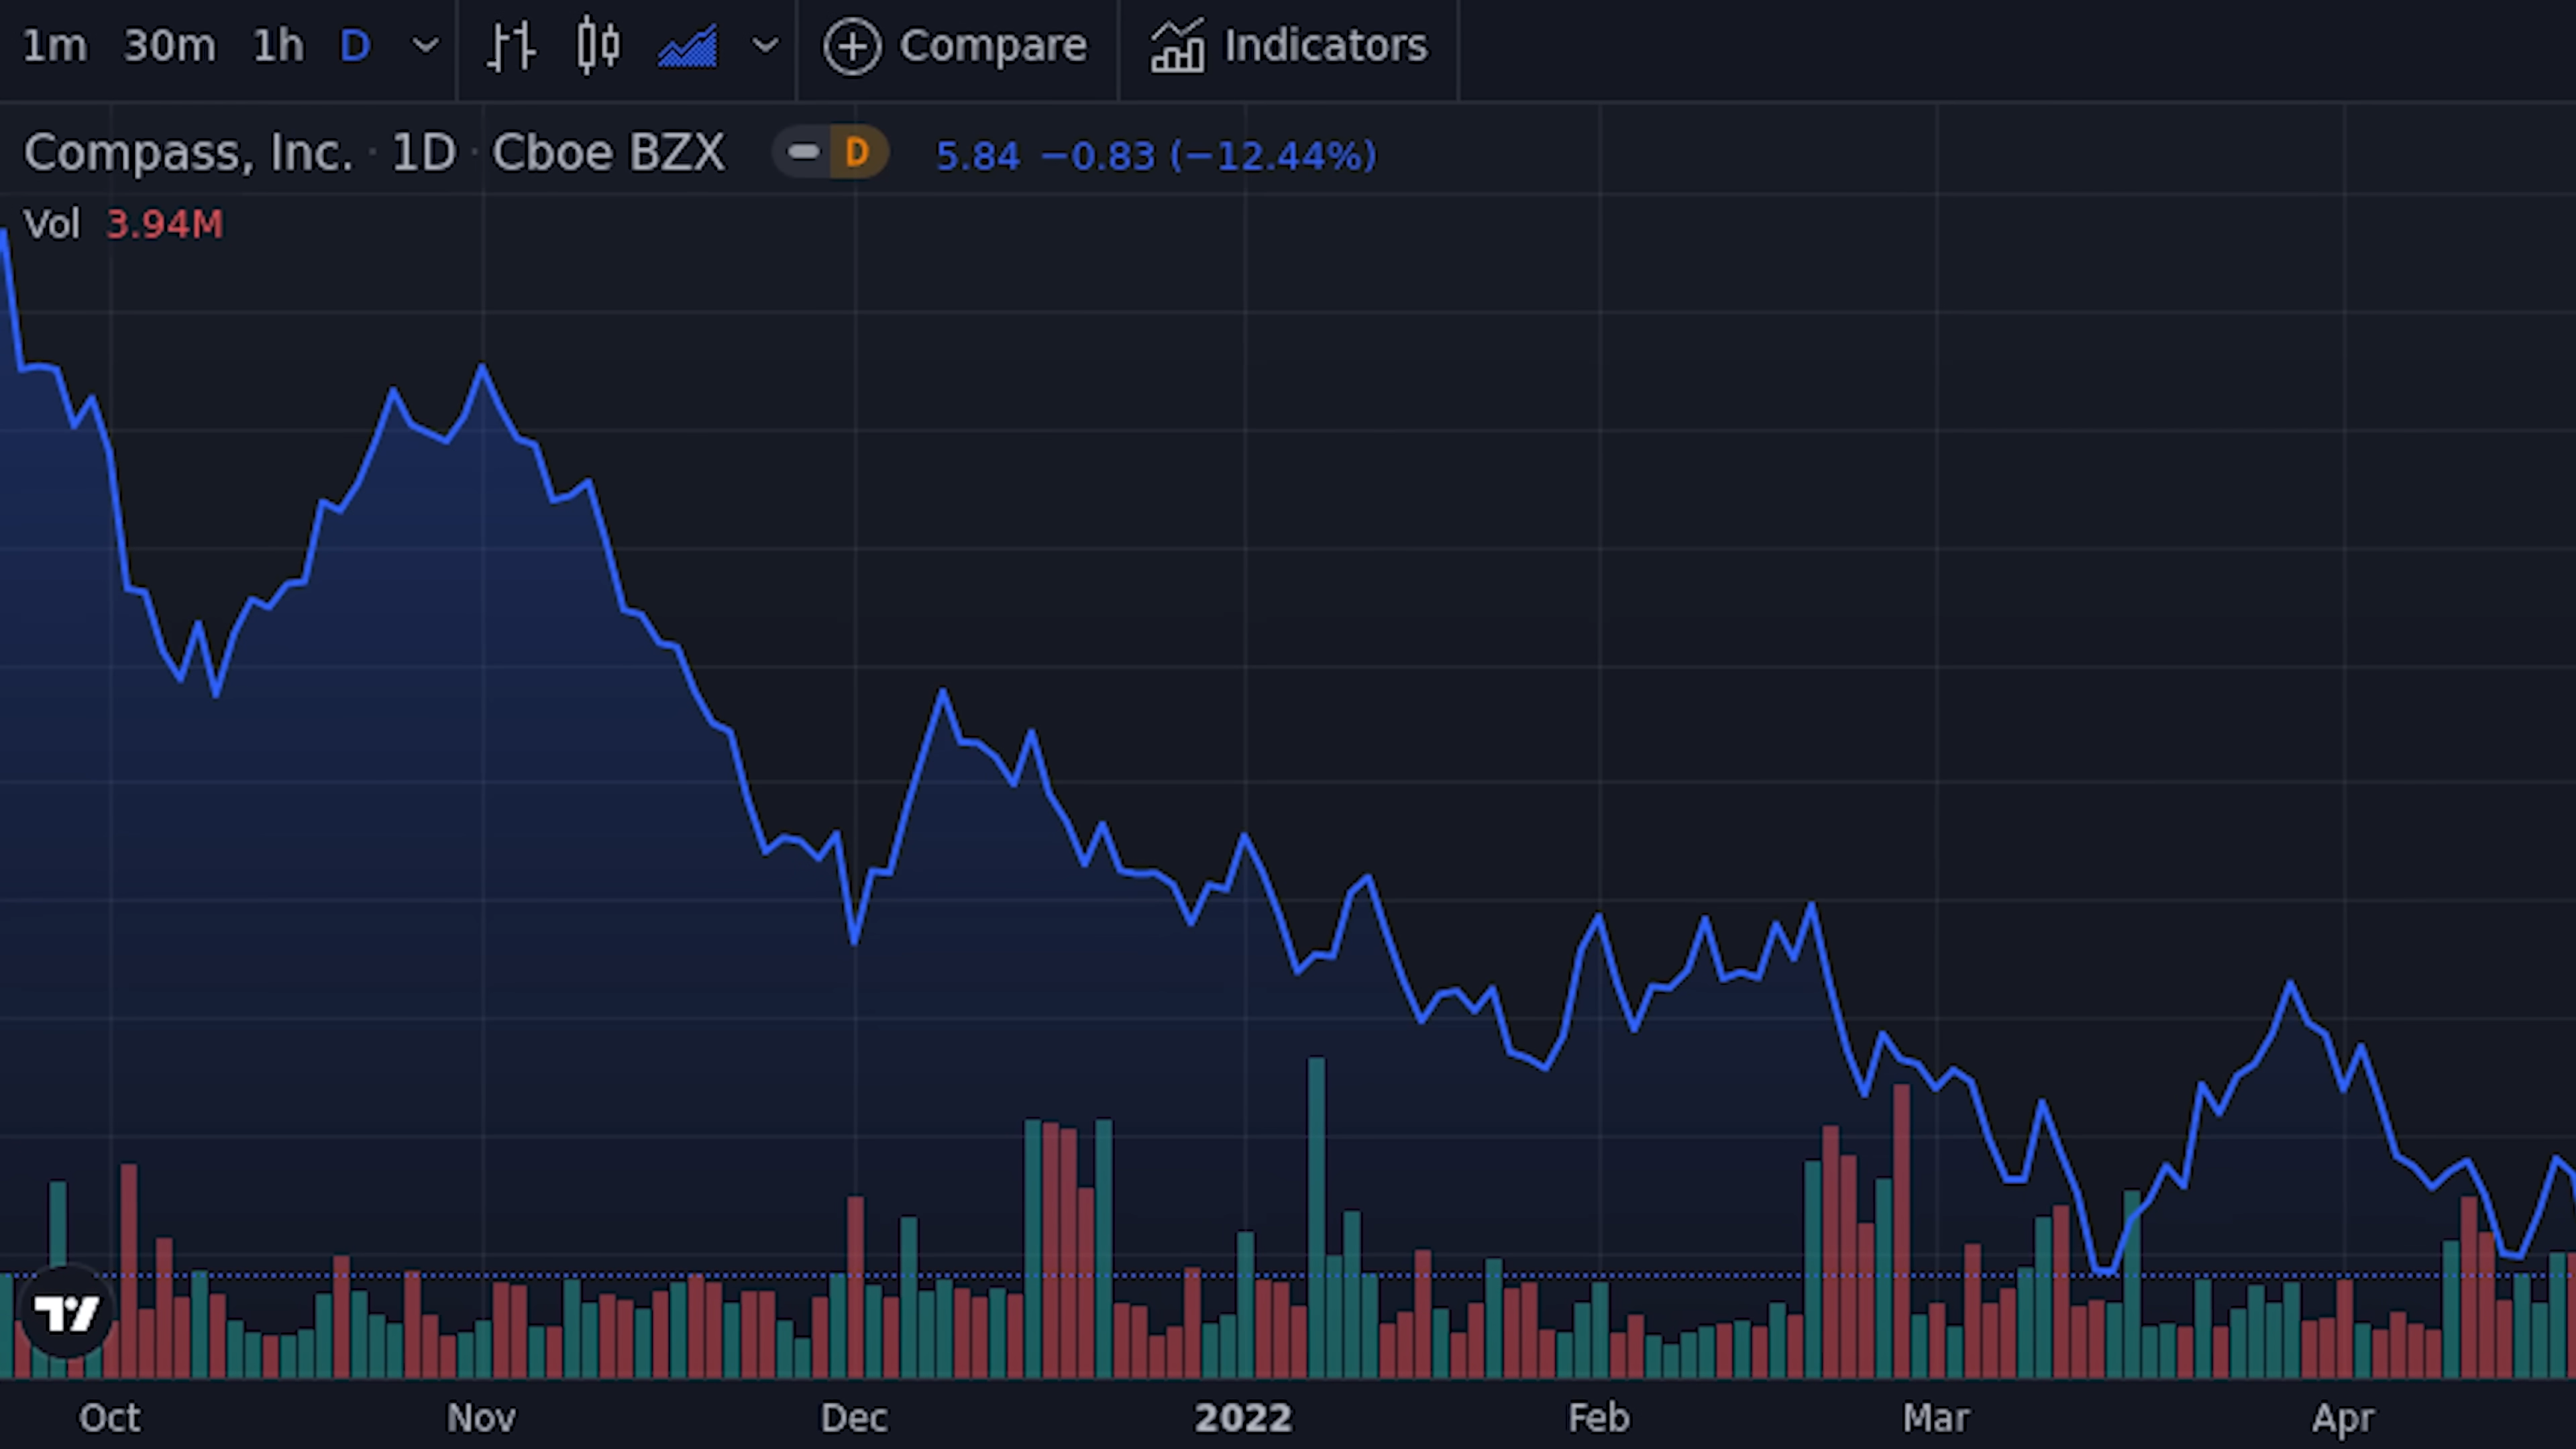 1m 30m 1h D Compare Indicators
Compass, Inc. · 1D · Cboe BZX D 5.84 −0.83 (−12.44%)
Vol 3.94M
Oct Nov Dec 2022 Feb Mar Apr